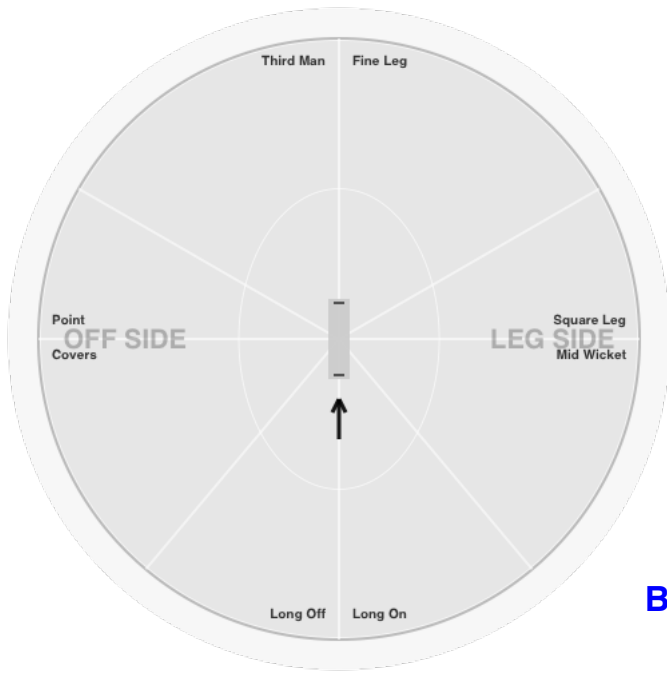 Third Man Fine Leg
Point
OFF SIDE
Covers
Square Leg
LEG SIDE
Mid Wicket
B
Long Off Long On